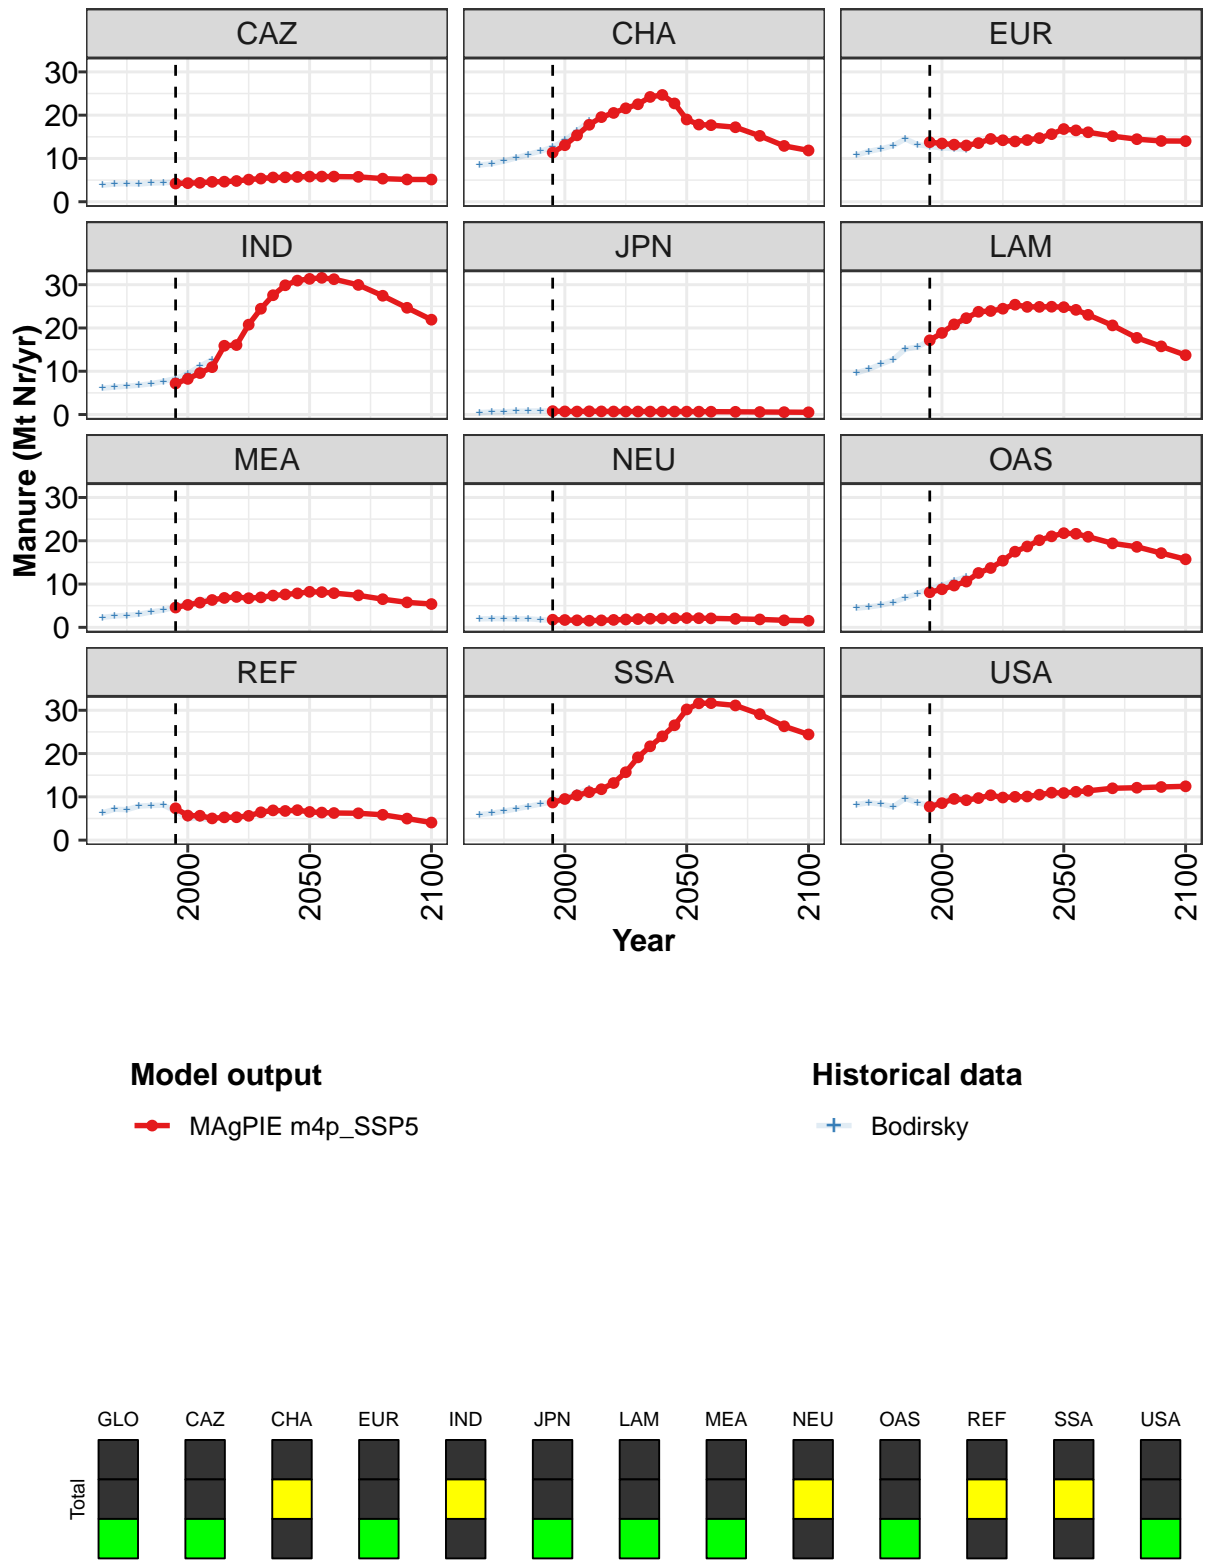 CAZ CHA EUR
30
20
10
0
IND JPN LAM
30
20
10
0
MEA NEU OAS
30
20
10
0
REF SSA USA
30
20
10
0
Manure (Mt Nr/yr)
2000 2050 2100 2000 2050 2100 2000 2050 2100
Year
Model output
MAgPIE m4p_SSP5
Historical data
Bodirsky
GLO CAZ CHA EUR IND JPN LAM MEA NEU OAS REF SSA USA
Total